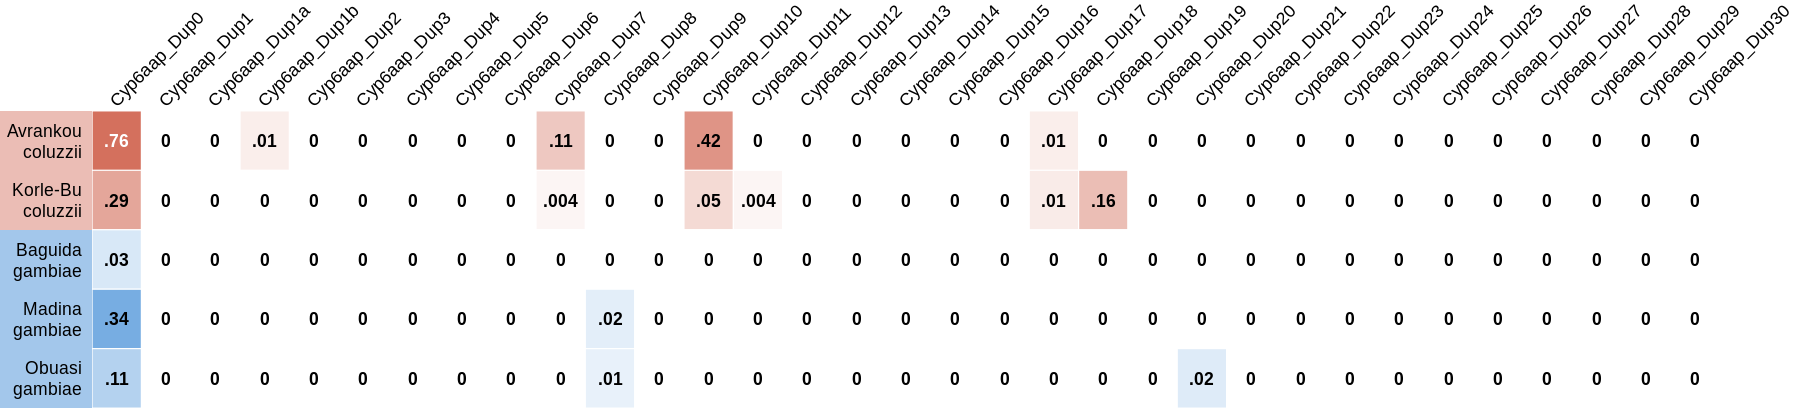 Cyp6aap_Dup0
Cyp6aap_Dup1
Cyp6aap_Dup1a
Cyp6aap_Dup1b
Cyp6aap_Dup2
Cyp6aap_Dup3
Cyp6aap_Dup4
Cyp6aap_Dup5
Cyp6aap_Dup6
Cyp6aap_Dup7
Cyp6aap_Dup8
Cyp6aap_Dup9
Cyp6aap_Dup10
Cyp6aap_Dup11
Cyp6aap_Dup12
Cyp6aap_Dup13
Cyp6aap_Dup14
Cyp6aap_Dup15
Cyp6aap_Dup16
Cyp6aap_Dup17
Cyp6aap_Dup18
Cyp6aap_Dup19
Cyp6aap_Dup20
Cyp6aap_Dup21
Cyp6aap_Dup22
Cyp6aap_Dup23
Cyp6aap_Dup24
Cyp6aap_Dup25
Cyp6aap_Dup26
Cyp6aap_Dup27
Cyp6aap_Dup28
Cyp6aap_Dup29
Cyp6aap_Dup30
Avrankou
coluzzii
.76 0 0 .01 0 0 0 0 0 .11 0 0 .42 0 0 0 0 0 0 .01 0 0 0 0 0 0 0 0 0 0 0 0 0
Korle-Bu
coluzzii
.29 0 0 0 0 0 0 0 0 .004 0 0 .05 .004 0 0 0 0 0 .01 .16 0 0 0 0 0 0 0 0 0 0 0 0
Baguida
gambiae
.03 0 0 0 0 0 0 0 0 0 0 0 0 0 0 0 0 0 0 0 0 0 0 0 0 0 0 0 0 0 0 0 0
Madina
gambiae
.34 0 0 0 0 0 0 0 0 0 .02 0 0 0 0 0 0 0 0 0 0 0 0 0 0 0 0 0 0 0 0 0 0
Obuasi
gambiae
.11 0 0 0 0 0 0 0 0 0 .01 0 0 0 0 0 0 0 0 0 0 0 .02 0 0 0 0 0 0 0 0 0 0